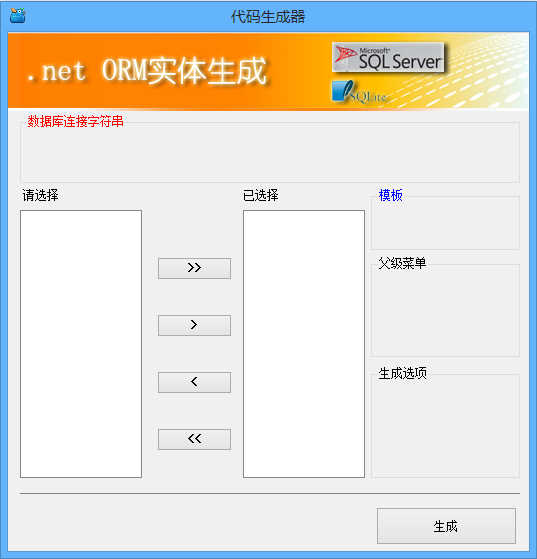 代码生成器
.net ORM实体生成
Microsoft®
SQL Server
SQLite
数据库连接字符串
请选择
已选择
模板
>>
父级菜单
>
生成选项
<
<<
生成